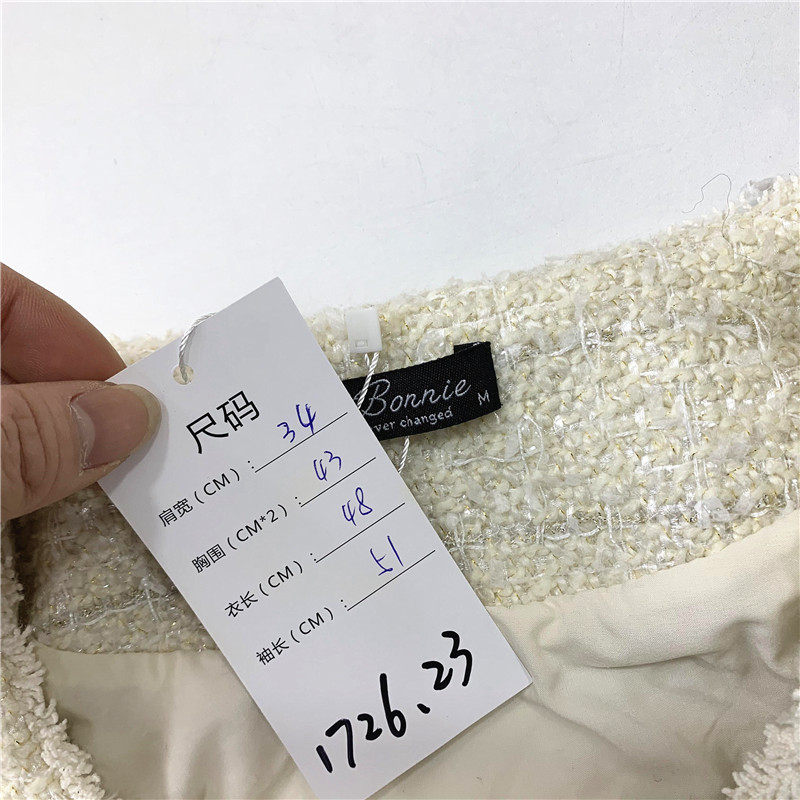 尺码
肩宽(CM): 34
胸围(CM*2): 43
衣长(CM): 48
袖长(CM): 51
1726.23
Bonnie
ver changed
M